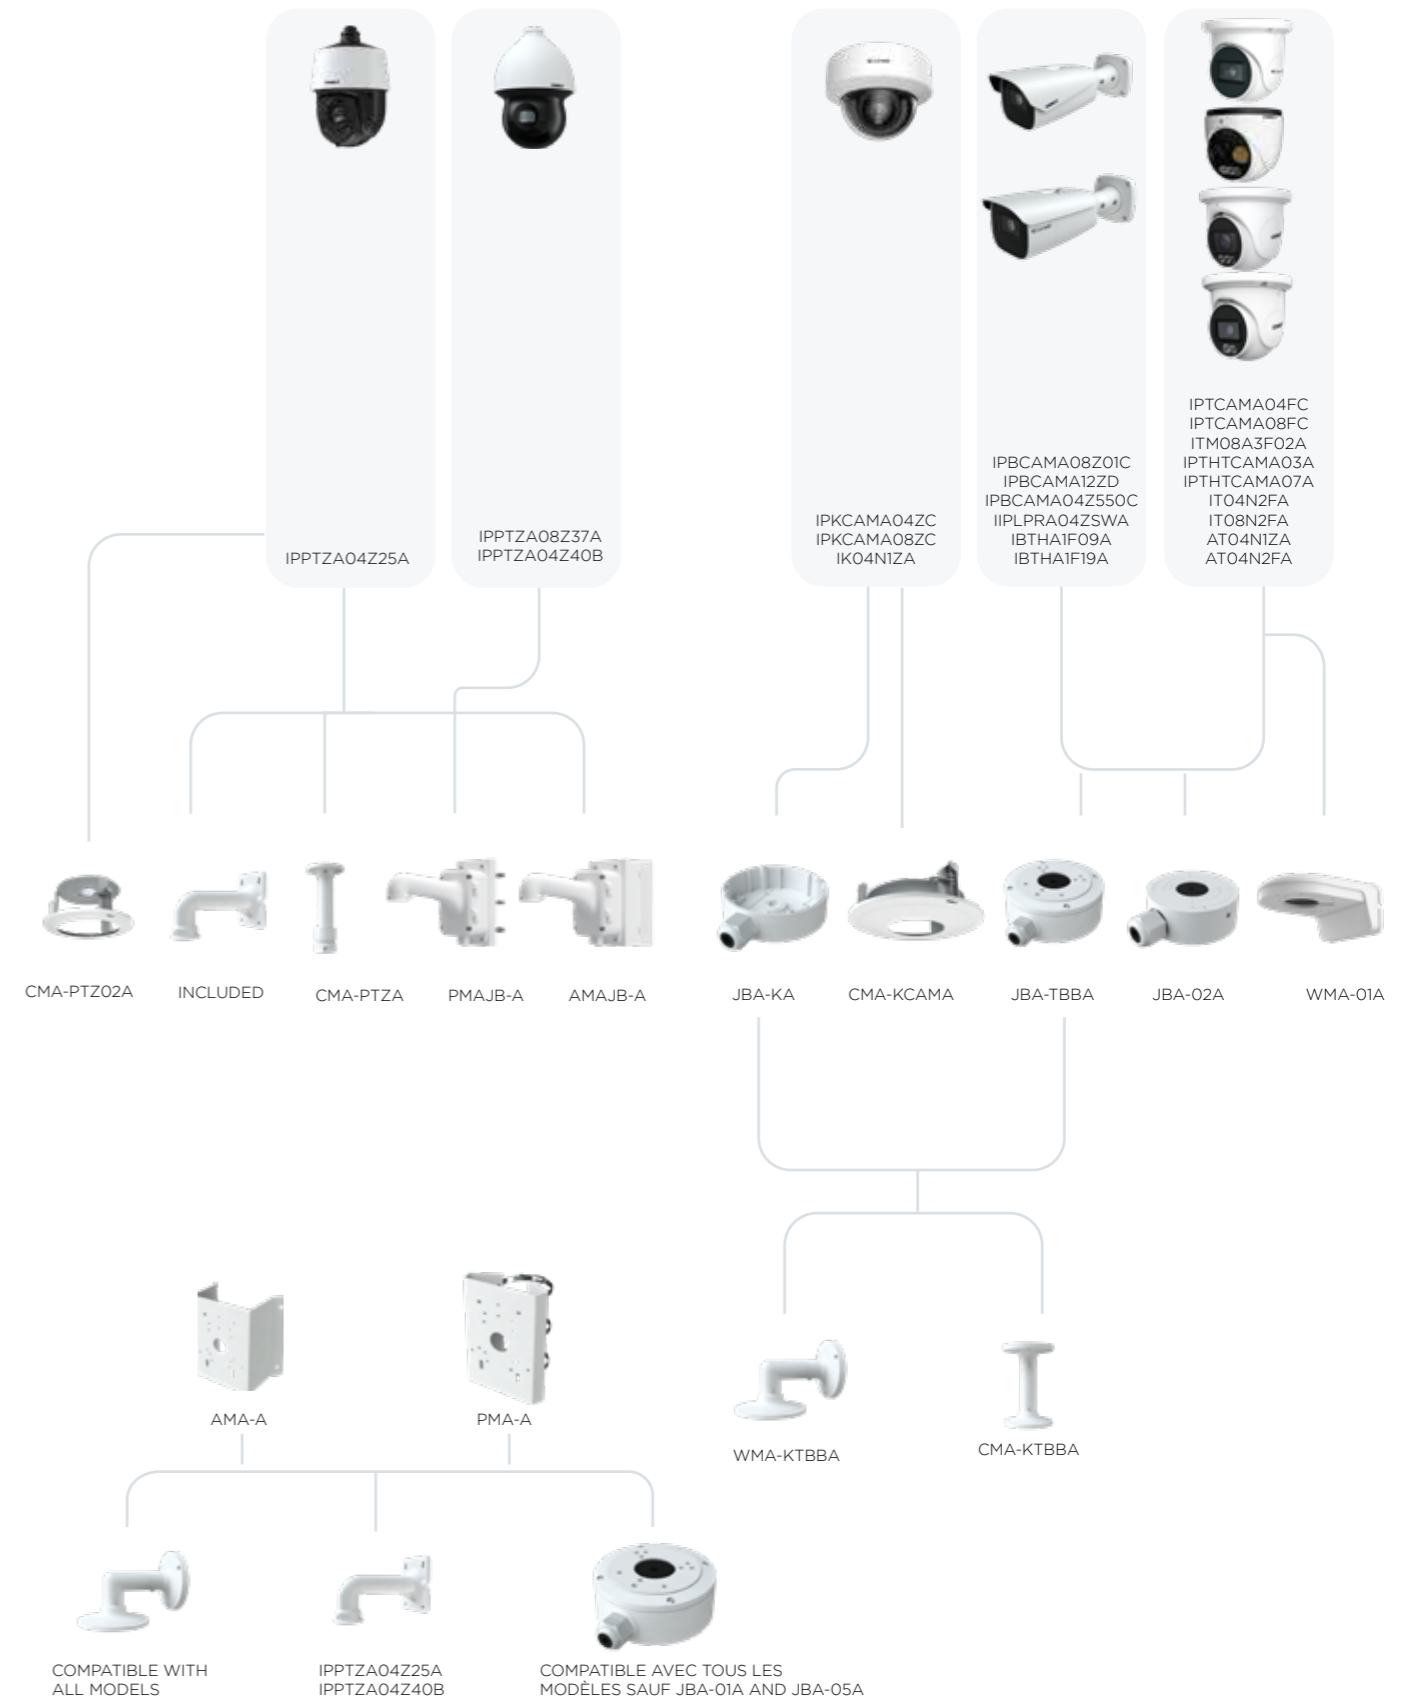 IPPTZA04Z25A
IPPTZA08Z37A
IPPTZA04Z40B
IPKCAMA04ZC
IPKCAMA08ZC
IK04N1ZA
IPBCAMA08Z01C
IPBCAMA12ZD
IPBCAMA04Z550C
IIPLPRA04ZSWA
IBTHA1F09A
IBTHA1F19A
IPTCAMA04FC
IPTCAMA08FC
ITM08A3F02A
IPTHTCAMA03A
IPTHTCAMA07A
IT04N2FA
IT08N2FA
AT04N1ZA
AT04N2FA
CMA-PTZ02A
INCLUDED
CMA-PTZA
PMAJB-A
AMAJB-A
JBA-KA
CMA-KCAMA
JBA-TBBA
JBA-02A
WMA-01A
AMA-A
PMA-A
WMA-KTBBA
CMA-KTBBA
COMPATIBLE WITH
ALL MODELS
IPPTZA04Z25A
IPPTZA04Z40B
COMPATIBLE AVEC TOUS LES
MODÈLES SAUF JBA-01A AND JBA-05A